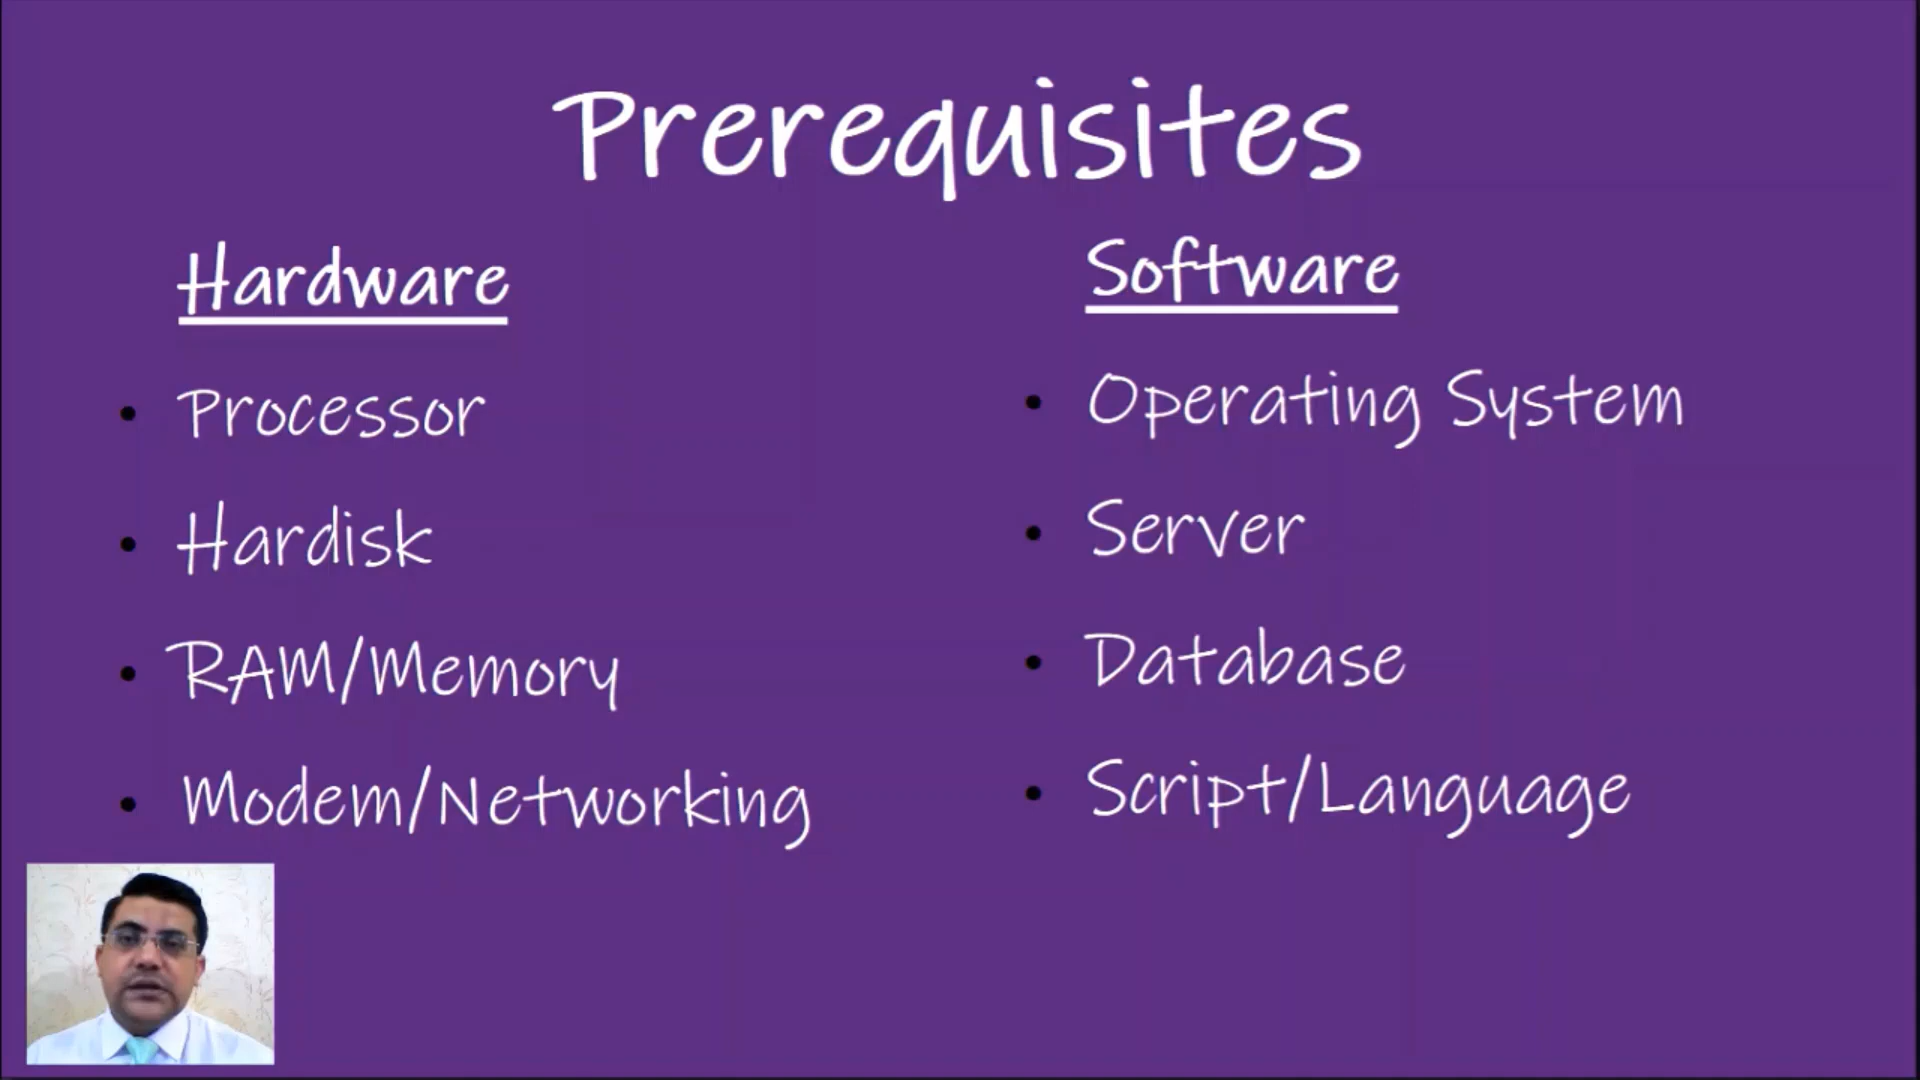 Prerequisites
Hardware
Processor
Hardisk
RAM/Memory
Modem/Networking
Software
Operating System
Server
Database
Script/Language